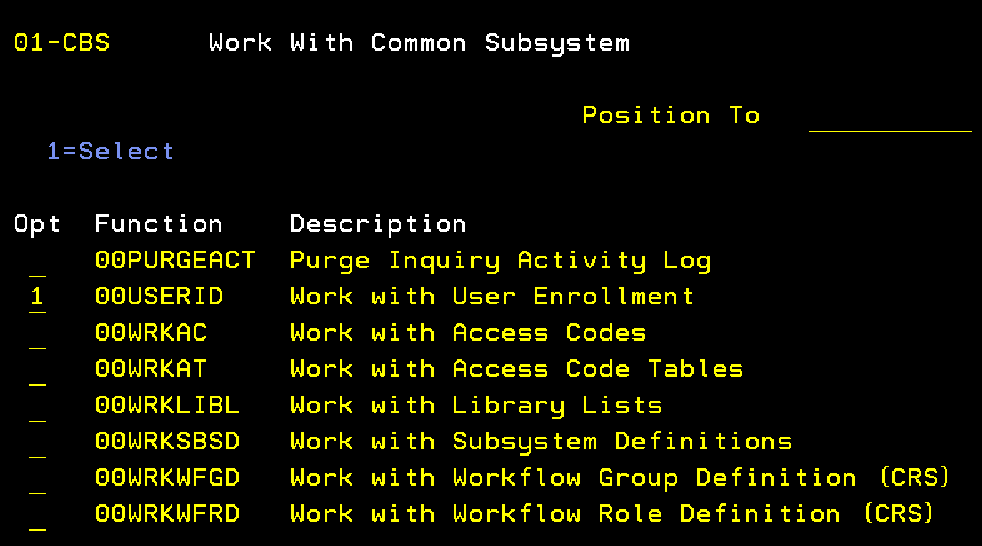 01-CBS Work With Common Subsystem
Position To
1=Select
Opt Function Description
00PURGEACT Purge Inquiry Activity Log
1 00USERID Work with User Enrollment
00WRKAC Work with Access Codes
00WRKAT Work with Access Code Tables
00WRKLIBL Work with Library Lists
00WRKSBSD Work with Subsystem Definitions
00WRKWFGD Work with Workflow Group Definition (CRS)
00WRKWFRD Work with Workflow Role Definition (CRS)